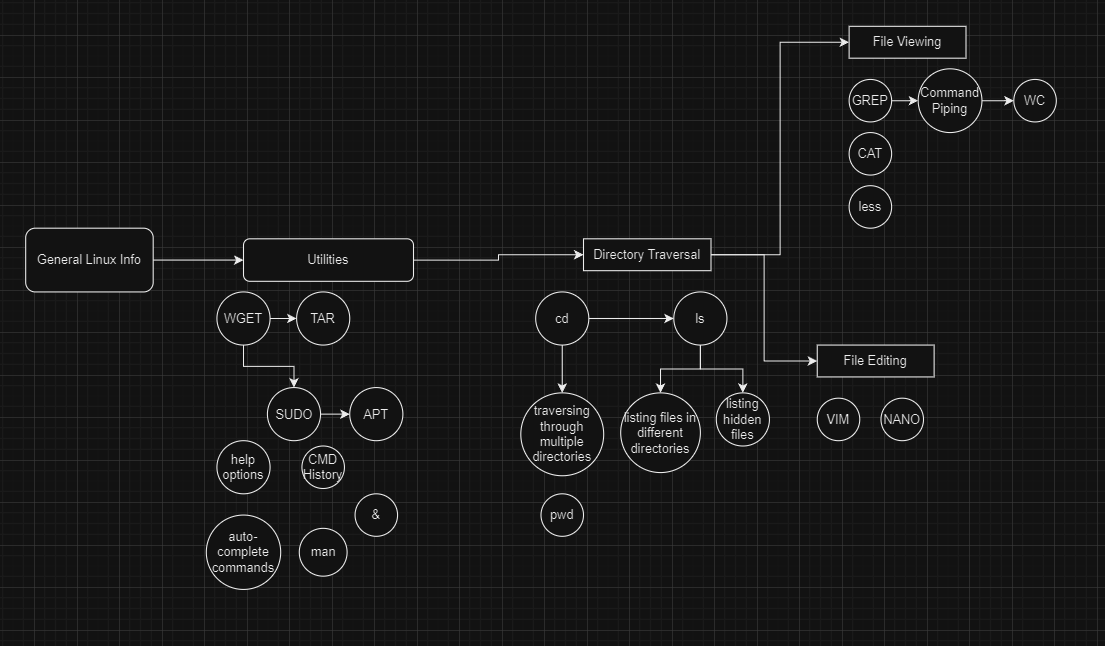 File Viewing
GREP
Command
Piping
WC
CAT
less
General Linux Info
Utilities
Directory Traversal
WGET
TAR
cd
ls
File Editing
SUDO
APT
traversing
through
multiple
directories
listing files in
different
directories
listing
hidden
files
VIM
NANO
help
options
CMD
History
&
pwd
auto-
complete
commands
man